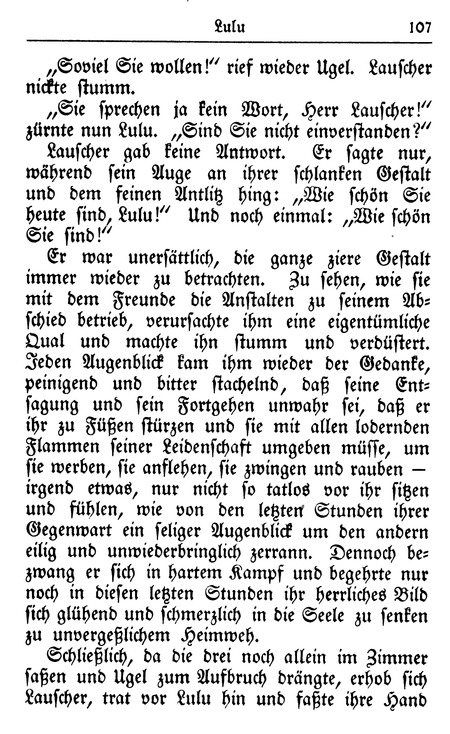 Lulu 107
„Soviel Sie wollen!“ rief wieder Ugel. Lauscher
nickte stumm.
„Sie sprechen ja kein Wort, Herr Lauscher!“
zürnte nun Lulu. „Sind Sie nicht einverstanden?“
Lauscher gab keine Antwort. Er sagte nur,
während sein Auge an ihrer schlanken Gestalt
und dem feinen Antlitz hing: „Wie schön Sie
heute sind, Lulu!“ Und noch einmal: „Wie schön
Sie sind!“
Er war unersättlich, die ganze ziere Gestalt
immer wieder zu betrachten. Zu sehen, wie sie
mit dem Freunde die Anstalten zu seinem Ab-
schied betrieb, verursachte ihm eine eigentümliche
Qual und machte ihn stumm und verdüstert.
Jeden Augenblick kam ihm wieder der Gedanke,
peinigend und bitter stachelnd, daß seine Ent-
sagung und sein Fortgehen unwahr sei, daß er
ihr zu Füßen stürzen und sie mit allen lodernden
Flammen seiner Leidenschaft umgeben müsse, um
sie werben, sie anflehen, sie zwingen und rauben —
irgend etwas, nur nicht so tatlos vor ihr sitzen
und fühlen, wie von den letzten Stunden ihrer
Gegenwart ein seliger Augenblick um den andern
eilig und unwiederbringlich zerrann. Dennoch be-
zwang er sich in hartem Kampf und begehrte nur
noch in diesen letzten Stunden ihr herrliches Bild
sich glühend und schmerzlich in die Seele zu senken
zu unvergeßlichem Heimweh.
Schließlich, da die drei noch allein im Zimmer
saßen und Ugel zum Aufbruch drängte, erhob sich
Lauscher, trat vor Lulu hin und faßte ihre Hand